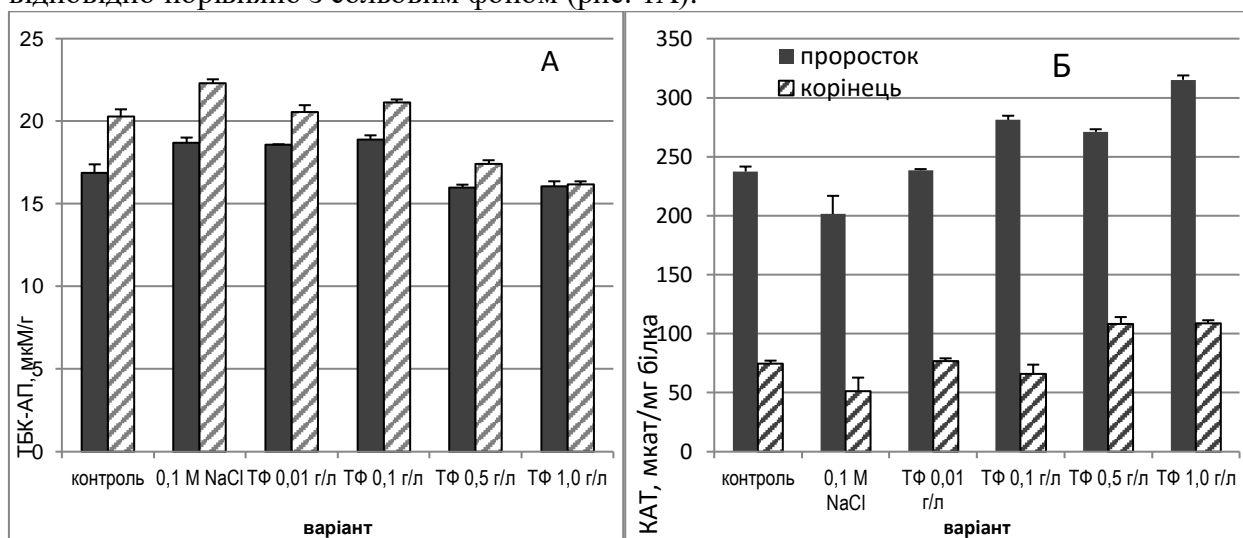 відповідно порівняно з сольовим фоном (рис. 1А).
25
20
15
10
5
0
ТБК-АП, мкМ/г
А
контроль
0,1 М NaCl
ТФ 0,01 г/л
ТФ 0,1 г/л
ТФ 0,5 г/л
ТФ 1,0 г/л
варіант
350
300
250
200
150
100
50
0
КАТ, мкат/мг білка
проросток
корінець
Б
контроль
0,1 М
NaCl
ТФ 0,01
г/л
ТФ 0,1 г/л
ТФ 0,5 г/л
ТФ 1,0 г/л
варіант